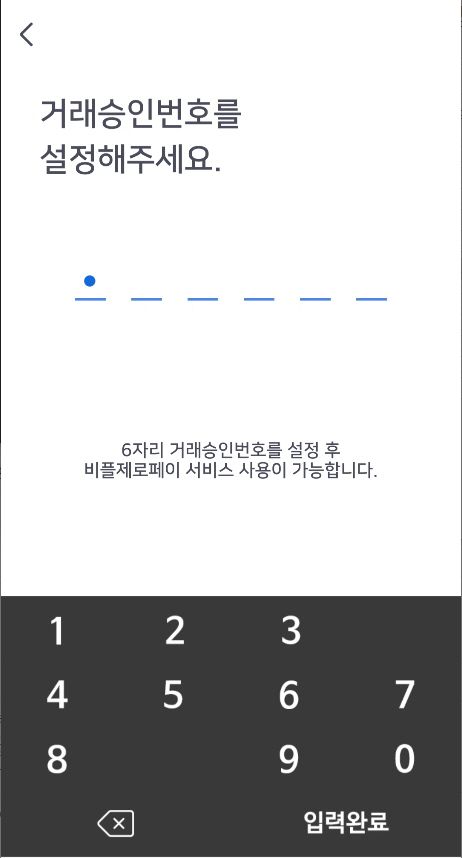 거래승인번호를
설정해주세요.
6자리 거래승인번호를 설정 후
비플제로페이 서비스 사용이 가능합니다.
1 2 3
4 5 6 7
8 9 0
입력완료